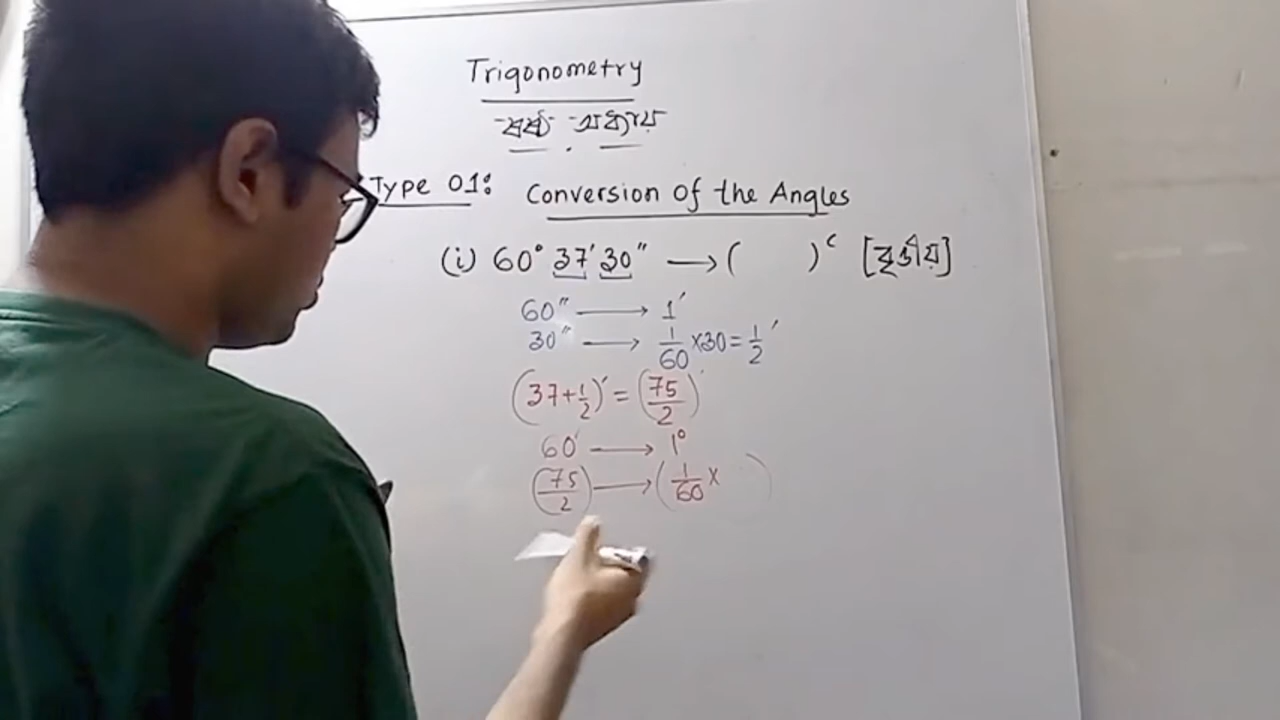 Trigonometry
ষষ্ঠ অধ্যায়
Type 01: Conversion of the Angles
(i) 60° 37′ 30″ ⟶ ( )ᶜ [বৃত্তীয়]
60″ ⟶ 1′
30″ ⟶ 1/60 ×30 = 1/2′
(37+1/2)′ = (75/2)′
60′ ⟶ 1°
(75/2) ⟶ (1/60 × )